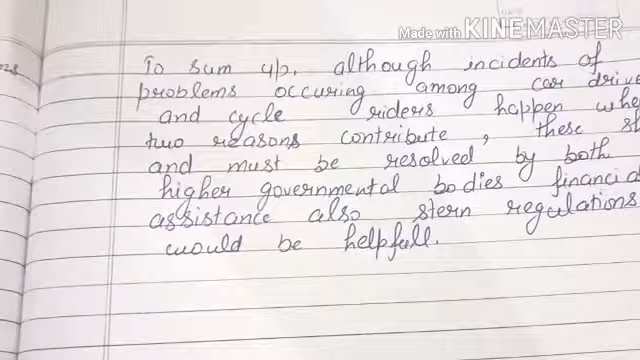 Made with KINEMASTER
To sum up, although incidents of
problems occuring among car drive
and cycle riders happen whe
two reasons contribute, these s
and must be resolved by both
higher governmental bodies financia
assistance also stern regulations
would be helpfull.